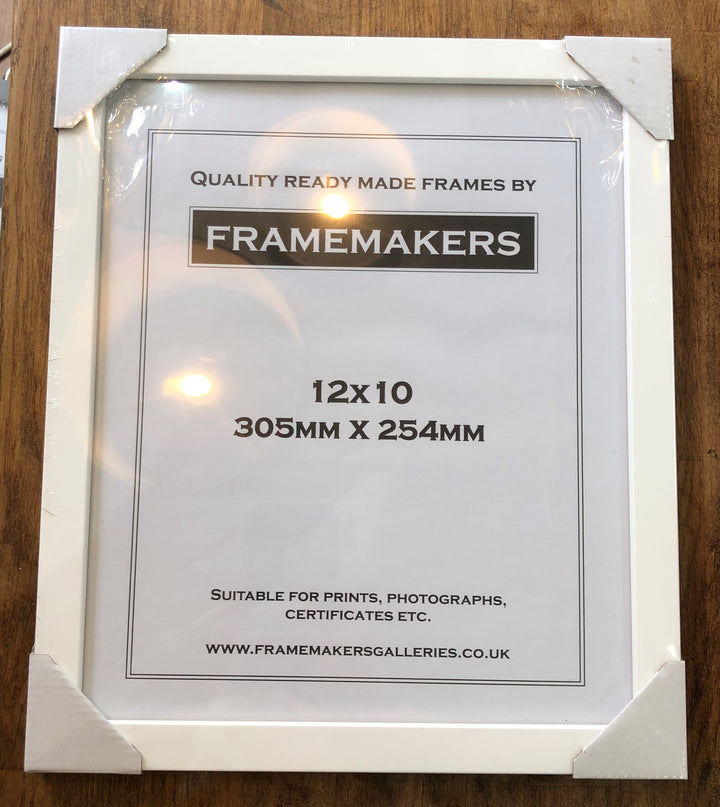 QUALITY READY MADE FRAMES BY
FRAMEMAKERS
12X10
305MM X 254MM
SUITABLE FOR PRINTS, PHOTOGRAPHS,
CERTIFICATES ETC.
WWW.FRAMEMAKERSGALLERIES.CO.UK